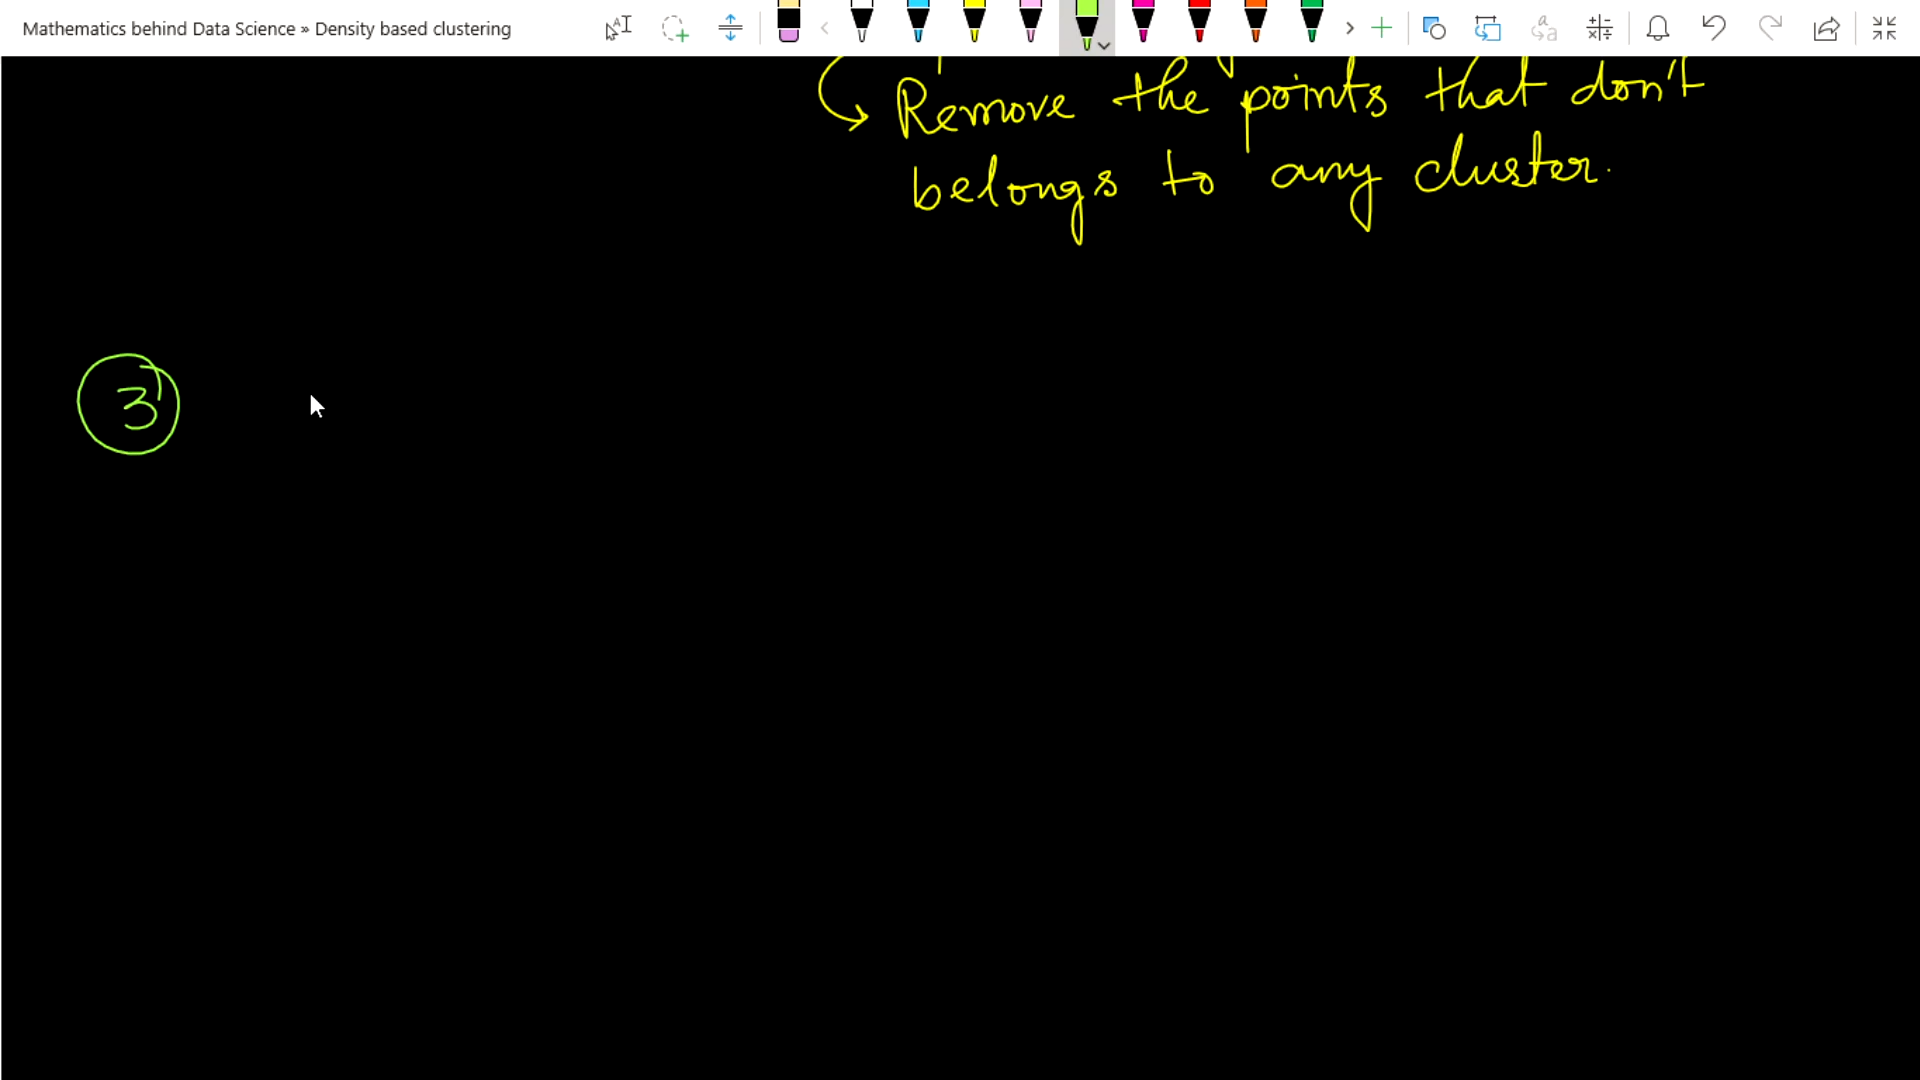 Mathematics behind Data Science » Density based clustering
Remove the points that don't
belongs to any cluster.
3